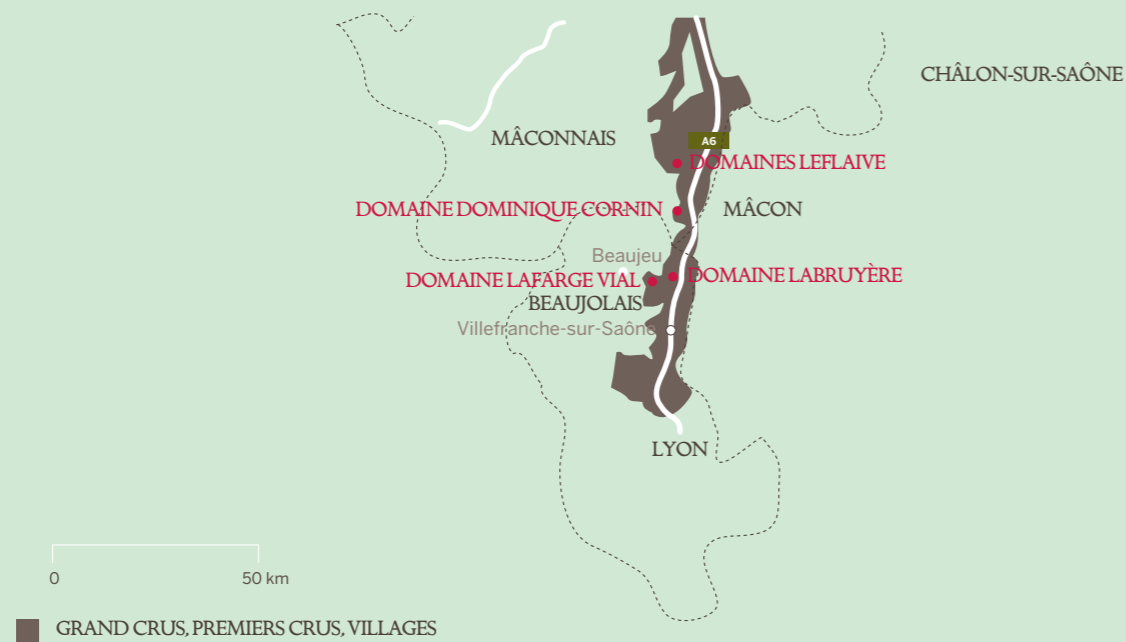 CHÂLON-SUR-SAÔNE
MÂCONNAIS
A6
DOMAINES LEFLAIVE
DOMAINE DOMINIQUE CORNIN
MÂCON
Beaujeu
DOMAINE LAFARGE VIAL
DOMAINE LABRUYÈRE
BEAUJOLAIS
Villefranche-sur-Saône
LYON
0
50 km
GRAND CRUS, PREMIERS CRUS, VILLAGES